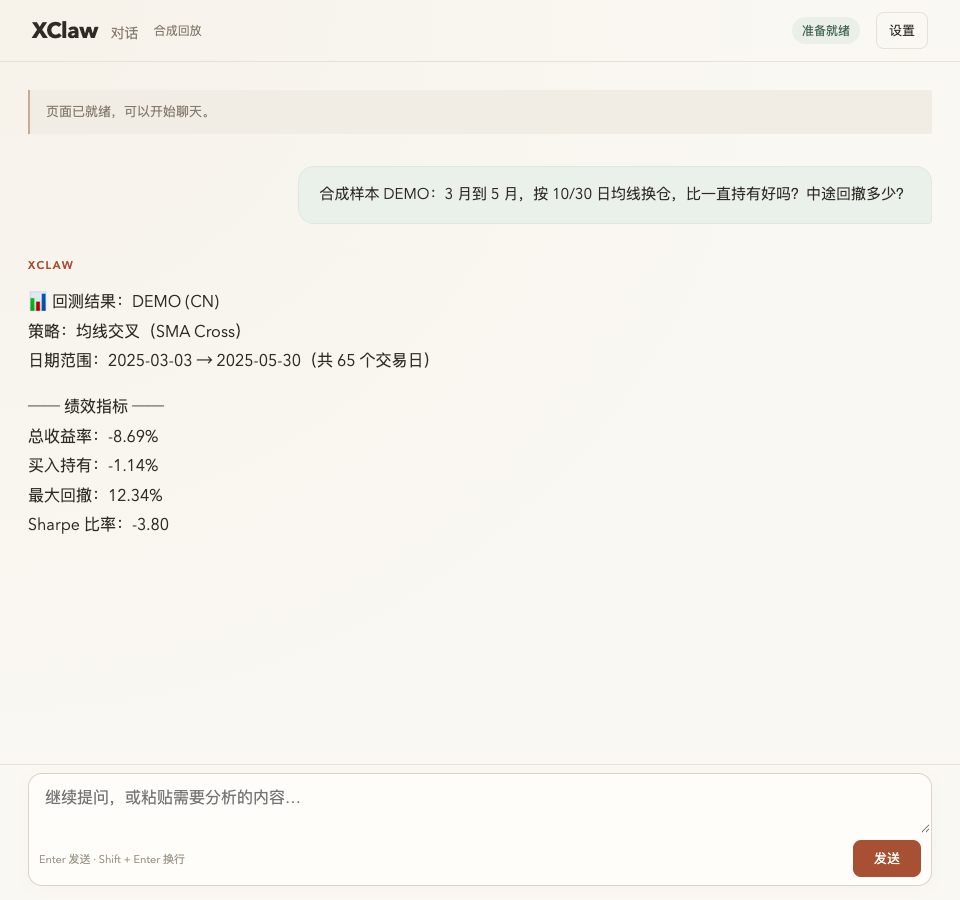 XClaw 对话 合成回放 准备就绪 设置
页面已就绪，可以开始聊天。
合成样本 DEMO：3 月到 5 月，按 10/30 日均线换仓，比一直持有好吗？中途回撤多少？
XCLAW
📊 回测结果：DEMO (CN)
策略：均线交叉（SMA Cross）
日期范围：2025-03-03 → 2025-05-30（共 65 个交易日）
—— 绩效指标 ——
总收益率：-8.69%
买入持有：-1.14%
最大回撤：12.34%
Sharpe 比率：-3.80
继续提问，或粘贴需要分析的内容…
Enter 发送 · Shift + Enter 换行
发送